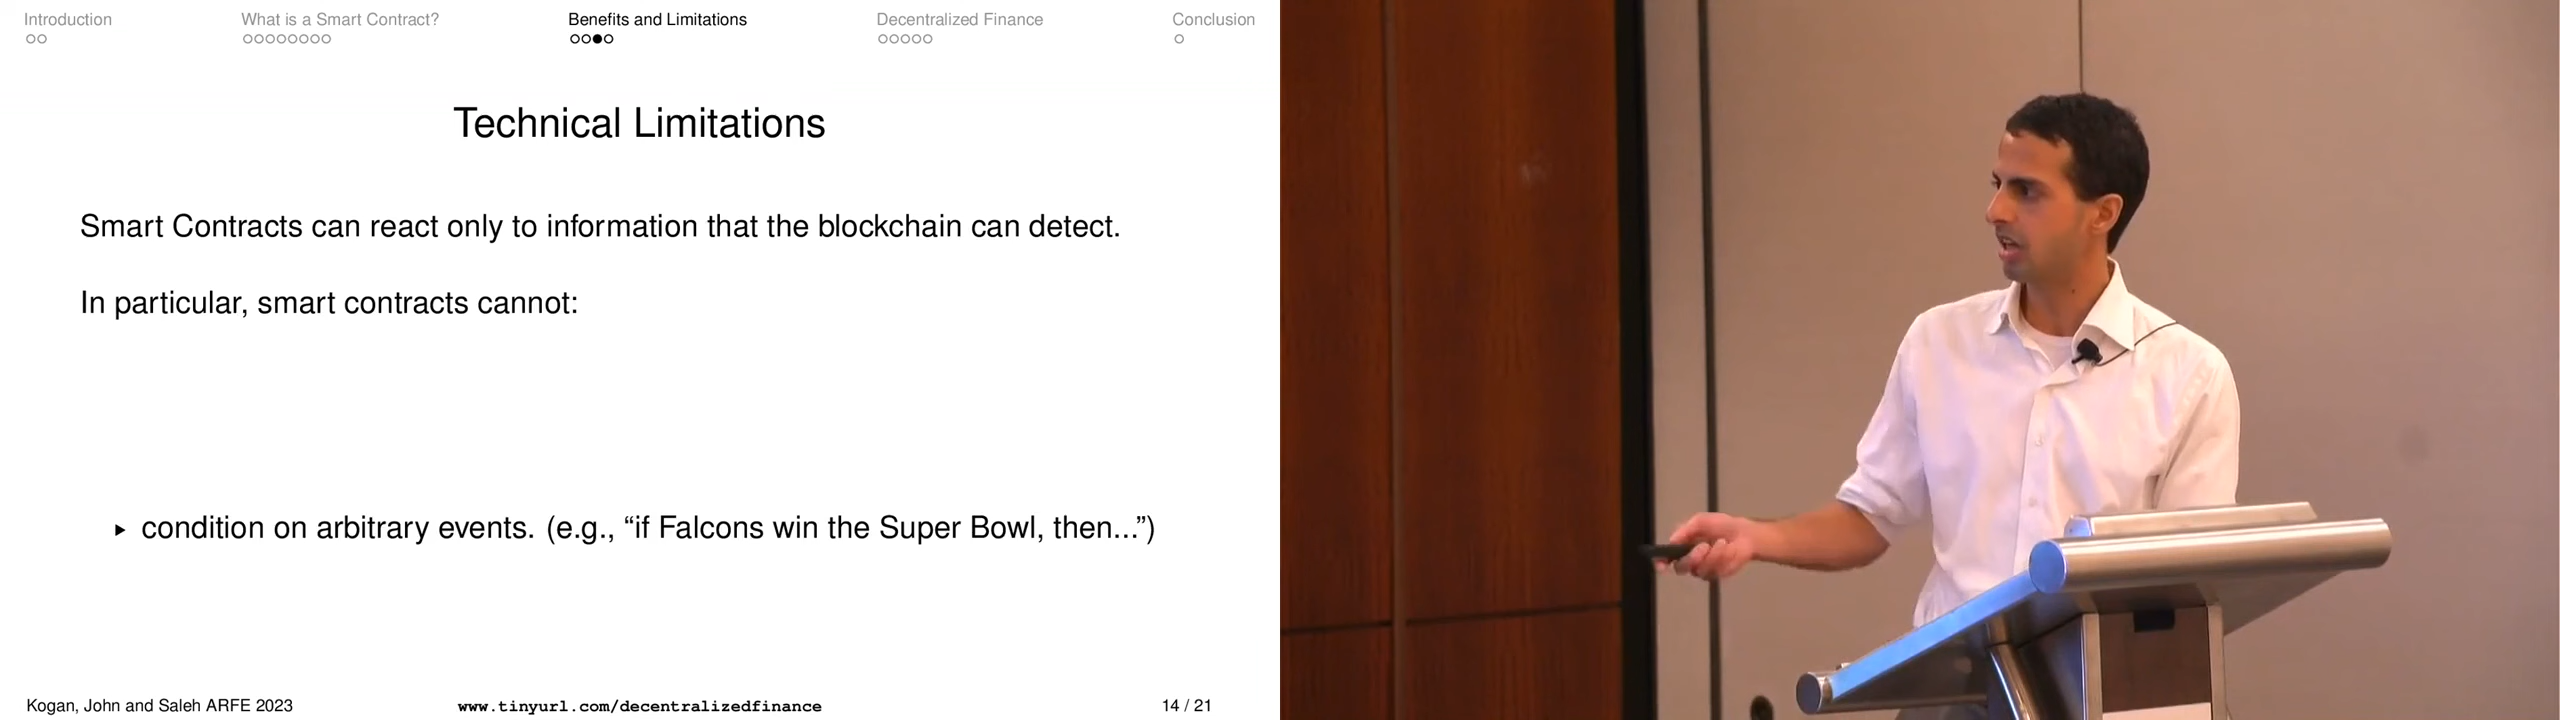 Introduction
What is a Smart Contract?
Benefits and Limitations
Decentralized Finance
Conclusion
Technical Limitations
Smart Contracts can react only to information that the blockchain can detect.
In particular, smart contracts cannot:
▸ condition on arbitrary events. (e.g., “if Falcons win the Super Bowl, then...”)
Kogan, John and Saleh ARFE 2023
www.tinyurl.com/decentralizedfinance
14 / 21